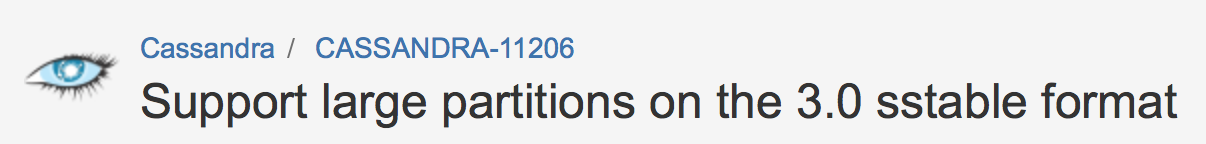 Cassandra / CASSANDRA-11206
Support large partitions on the 3.0 sstable format